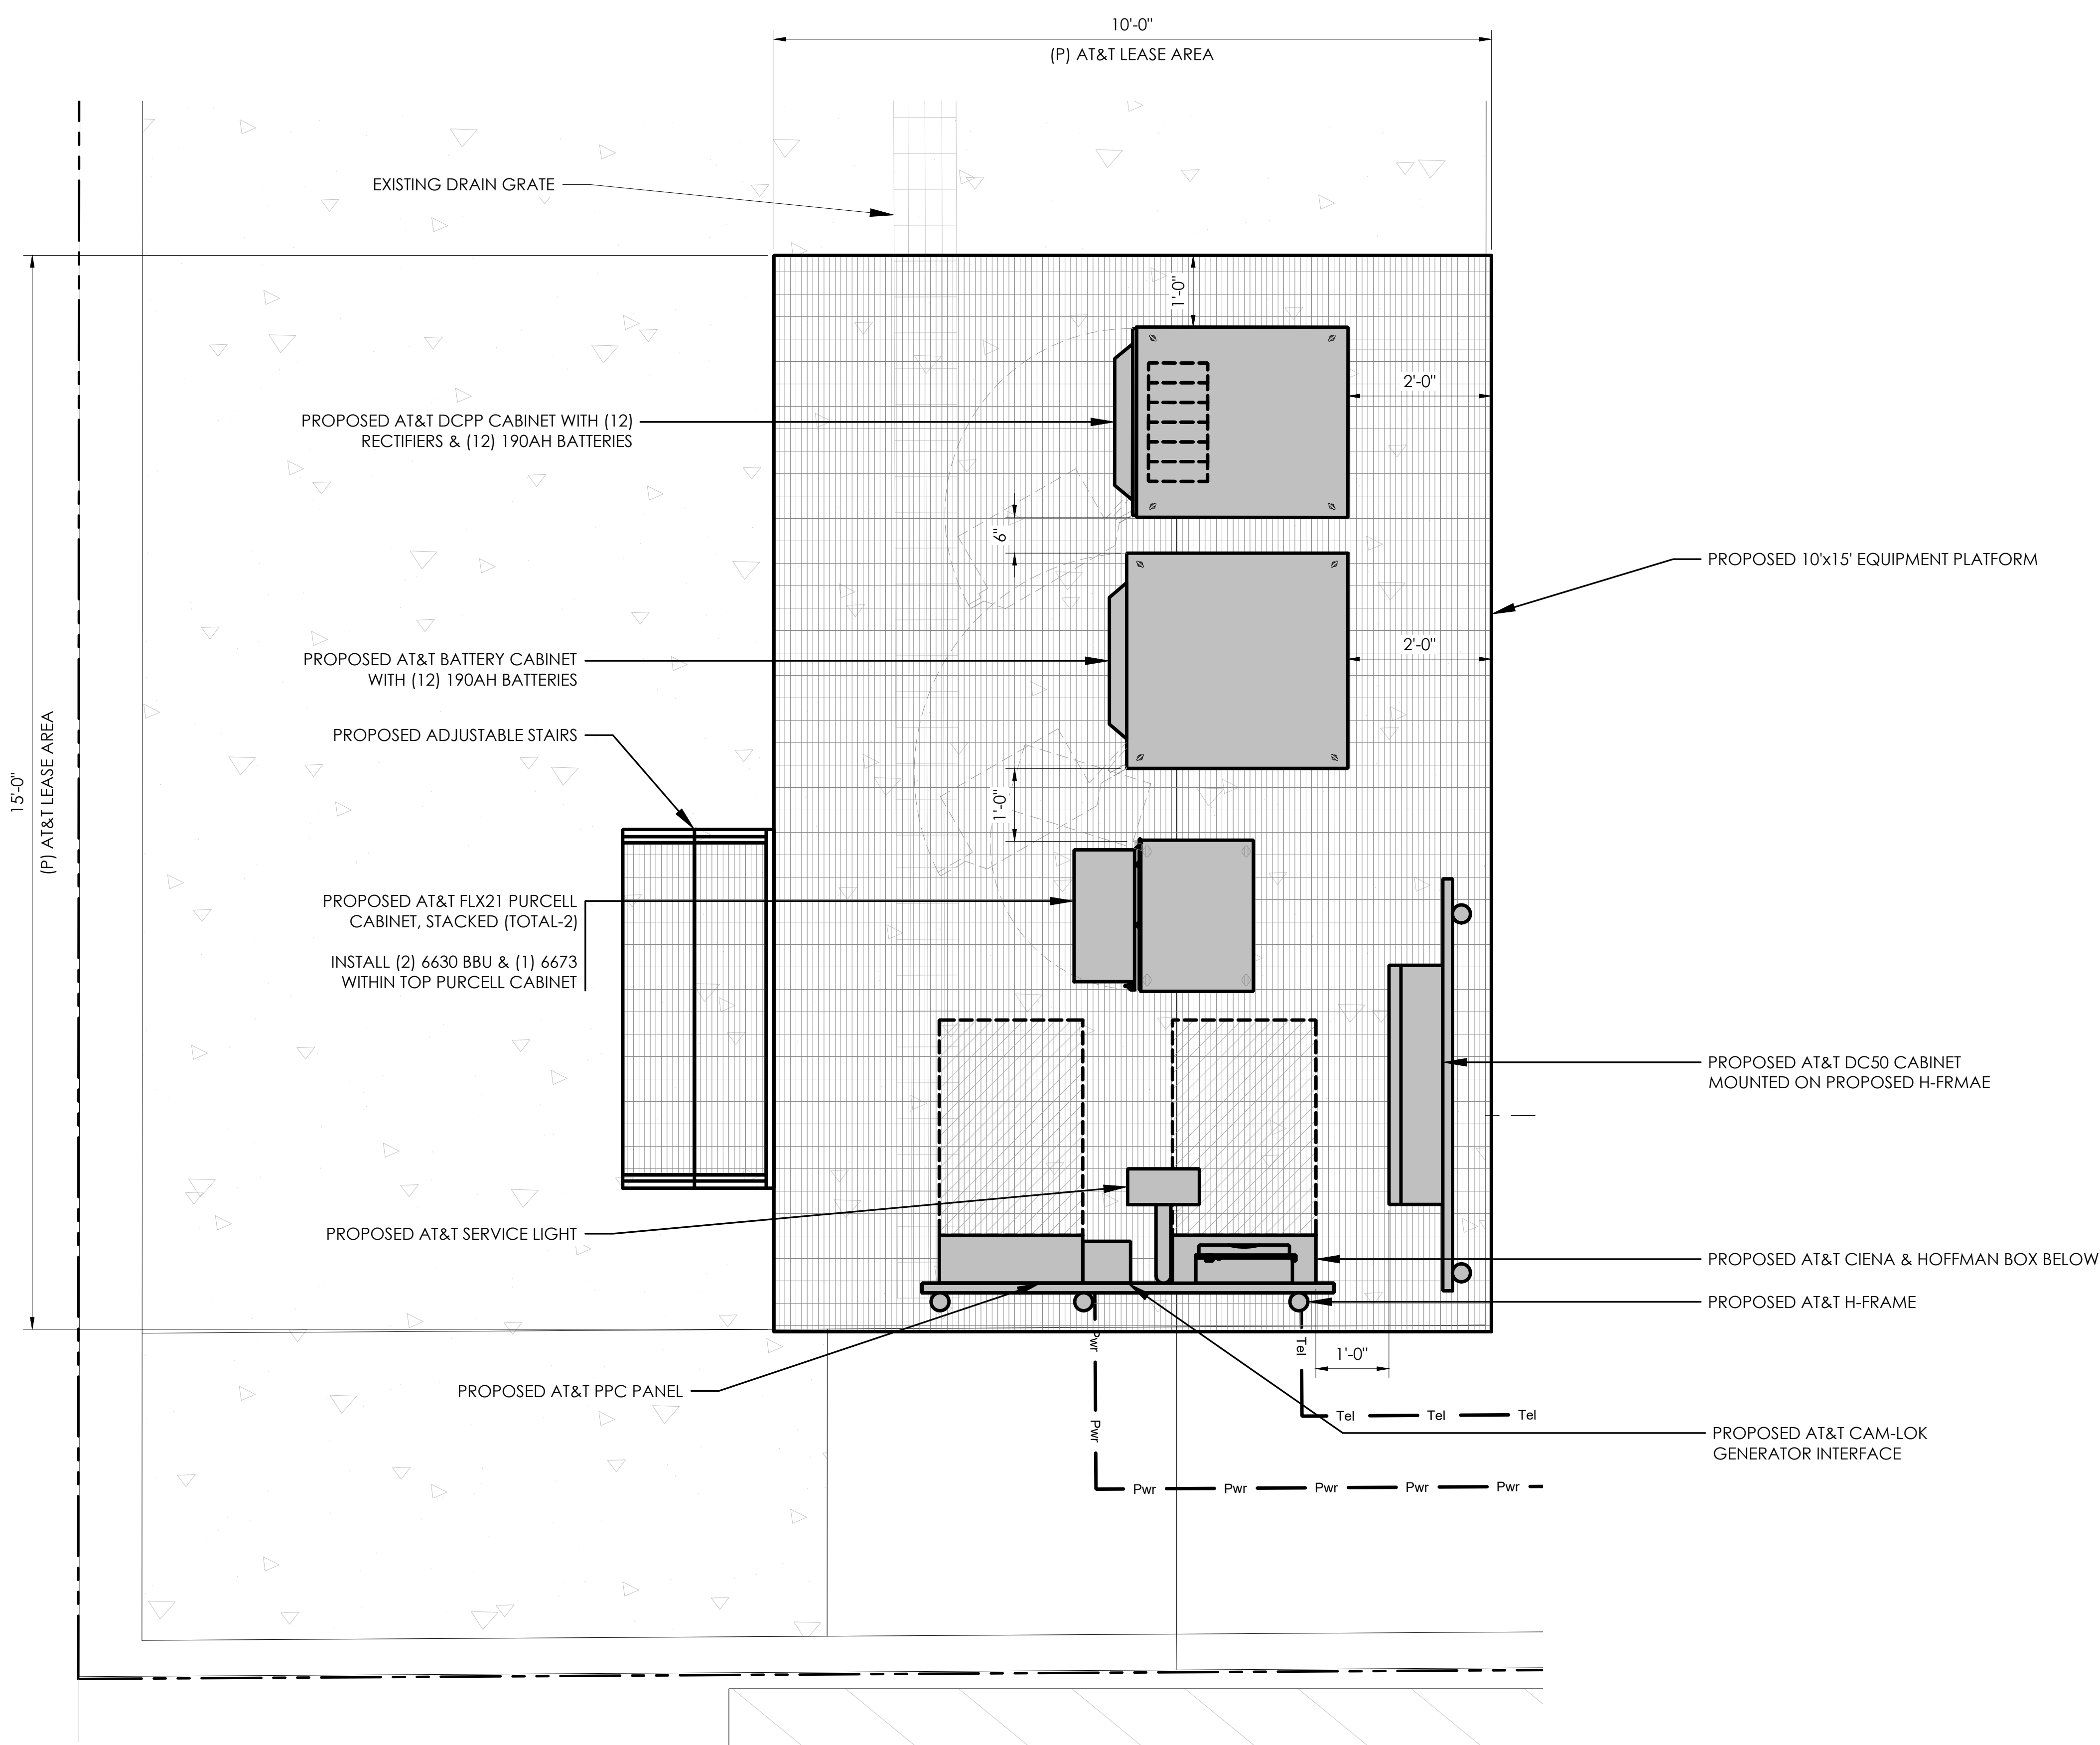 10'-0"
(P) AT&T LEASE AREA
EXISTING DRAIN GRATE
1'-0"
2'-0"
PROPOSED AT&T DCPP CABINET WITH (12)
RECTIFIERS & (12) 190AH BATTERIES
6"
PROPOSED 10'x15' EQUIPMENT PLATFORM
2'-0"
PROPOSED AT&T BATTERY CABINET
WITH (12) 190AH BATTERIES
PROPOSED ADJUSTABLE STAIRS
15'-0"
(P) AT&T LEASE AREA
1'-0"
PROPOSED AT&T FLX21 PURCELL
CABINET, STACKED (TOTAL-2)
INSTALL (2) 6630 BBU & (1) 6673
WITHIN TOP PURCELL CABINET
PROPOSED AT&T DC50 CABINET
MOUNTED ON PROPOSED H-FRMAE
PROPOSED AT&T SERVICE LIGHT
PROPOSED AT&T CIENA & HOFFMAN BOX BELOW
PROPOSED AT&T H-FRAME
Pwr
Tel
1'-0"
PROPOSED AT&T PPC PANEL
Tel Tel Tel
Pwr
PROPOSED AT&T CAM-LOK
GENERATOR INTERFACE
Pwr Pwr Pwr Pwr Pwr